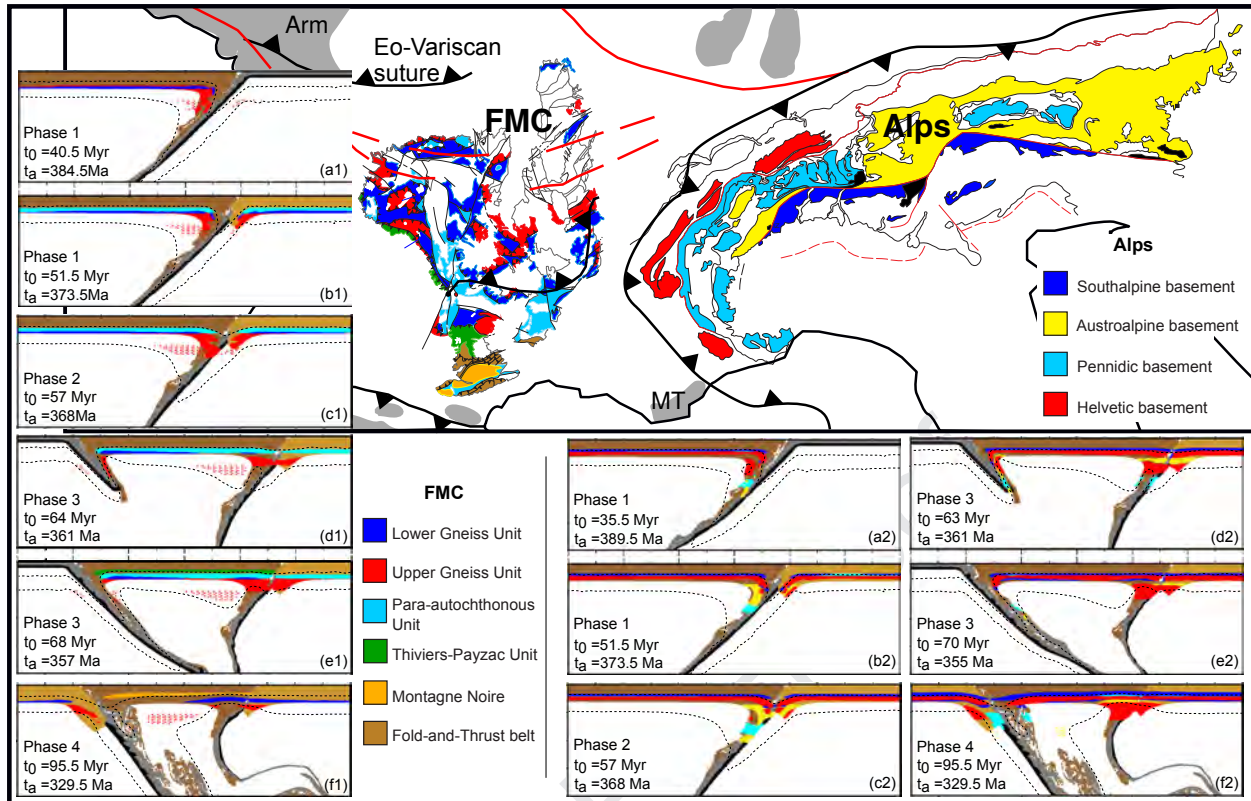 Arm
Eo-Variscan
suture
FMC
Alps
MT
Phase 1
t0 =40.5 Myr
ta =384.5Ma
(a1)
Phase 1
t0 =51.5 Myr
ta =373.5Ma
(b1)
Phase 2
t0 =57 Myr
ta =368Ma
(c1)
Phase 3
t0 =64 Myr
ta =361 Ma
(d1)
Phase 3
t0 =68 Myr
ta =357 Ma
(e1)
Phase 4
t0 =95.5 Myr
ta =329.5Ma
(f1)
Alps
Southalpine basement
Austroalpine basement
Pennidic basement
Helvetic basement
FMC
Lower Gneiss Unit
Upper Gneiss Unit
Para-autochthonous
Unit
Thiviers-Payzac Unit
Montagne Noire
Fold-and-Thrust belt
Phase 1
t0 =35.5 Myr
ta =389.5 Ma
(a2)
Phase 1
t0 =51.5 Myr
ta =373.5 Ma
(b2)
Phase 2
t0 =57 Myr
ta =368 Ma
(c2)
Phase 3
t0 =63 Myr
ta =361 Ma
(d2)
Phase 3
t0 =70 Myr
ta =355 Ma
(e2)
Phase 4
t0 =95.5 Myr
ta =329.5 Ma
(f2)